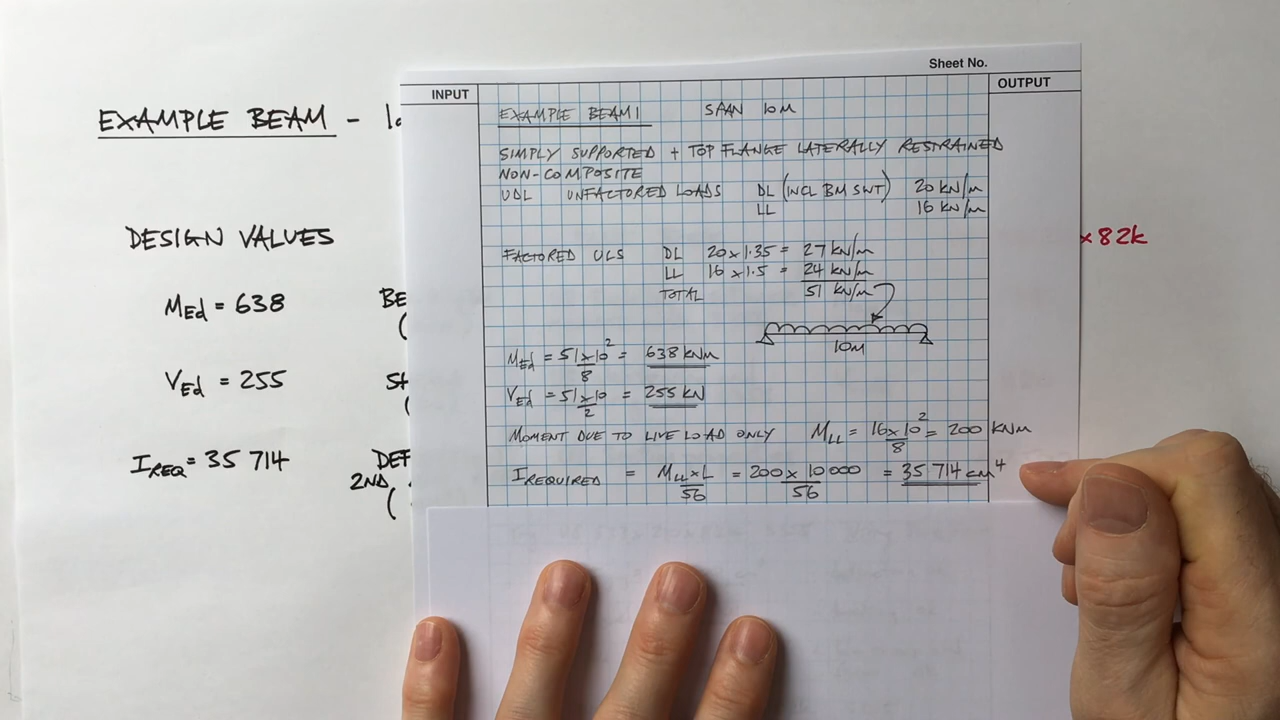 EXAMPLE BEAM -
DESIGN VALUES
MEd = 638
VEd = 255
IREQ = 35 714
2ND
x82k
Sheet No.
INPUT
OUTPUT
EXAMPLE BEAM 1 SPAN 10M
SIMPLY SUPPORTED + TOP FLANGE LATERALLY RESTRAINED
NON-COMPOSITE
UDL UNFACTORED LOADS DL (INCL BM SWT) 20 kN/m
LL 16 kN/m
FACTORED ULS DL 20 x 1.35 = 27 kN/m
LL 16 x 1.5 = 24 kN/m
TOTAL 51 kN/m
10M
MEd = 51 x 10² / 8 = 638 kNm
VEd = 51 x 10 / 2 = 255 kN
MOMENT DUE TO LIVE LOAD ONLY MLL = 16 x 10² / 8 = 200 kNm
IREQUIRED = MLL x L / 56 = 200 x 10 000 / 56 = 35 714 cm⁴